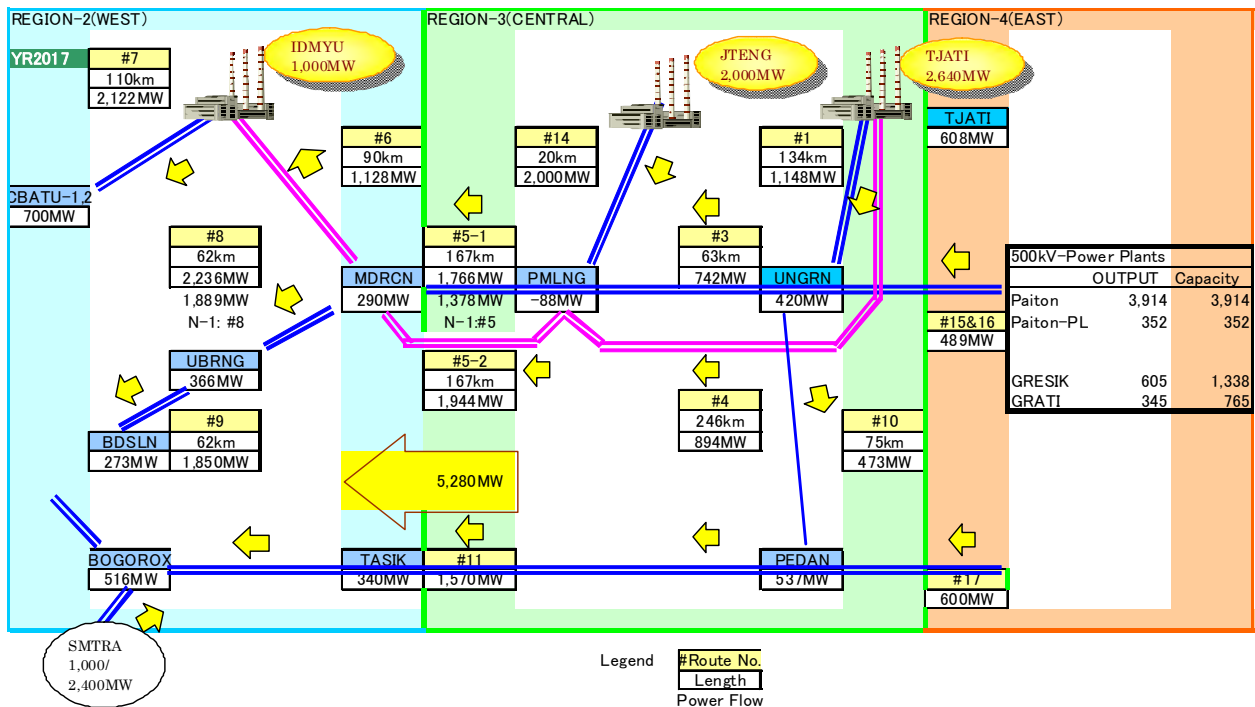 REGION-2(WEST)
REGION-3(CENTRAL)
REGION-4(EAST)
YR2017
#7
110km
2,122MW
IDMYU
1,000MW
JTENG
2,000MW
TJATI
2,640MW
TJATI
608MW
#6
90km
1,128MW
#14
20km
2,000MW
#1
134km
1,148MW
CBATU-1,2
700MW
#8
62km
2,236MW
1,889MW
N-1: #8
MDRCN
290MW
#5-1
167km
1,766MW
1,378MW
N-1:#5
PMLNG
-88MW
#3
63km
742MW
UNGRN
420MW
500kV-Power Plants
OUTPUT Capacity
Paiton 3,914 3,914
Paiton-PL 352 352
GRESIK 605 1,338
GRATI 345 765
#15&16
489MW
UBRNG
366MW
#5-2
167km
1,944MW
#4
246km
894MW
#9
62km
1,850MW
BDSLN
273MW
#10
75km
473MW
5,280MW
BOGOROX
516MW
TASIK
340MW
#11
1,570MW
PEDAN
537MW
#17
600MW
SMTRA
1,000/
2,400MW
Legend
#Route No.
Length
Power Flow